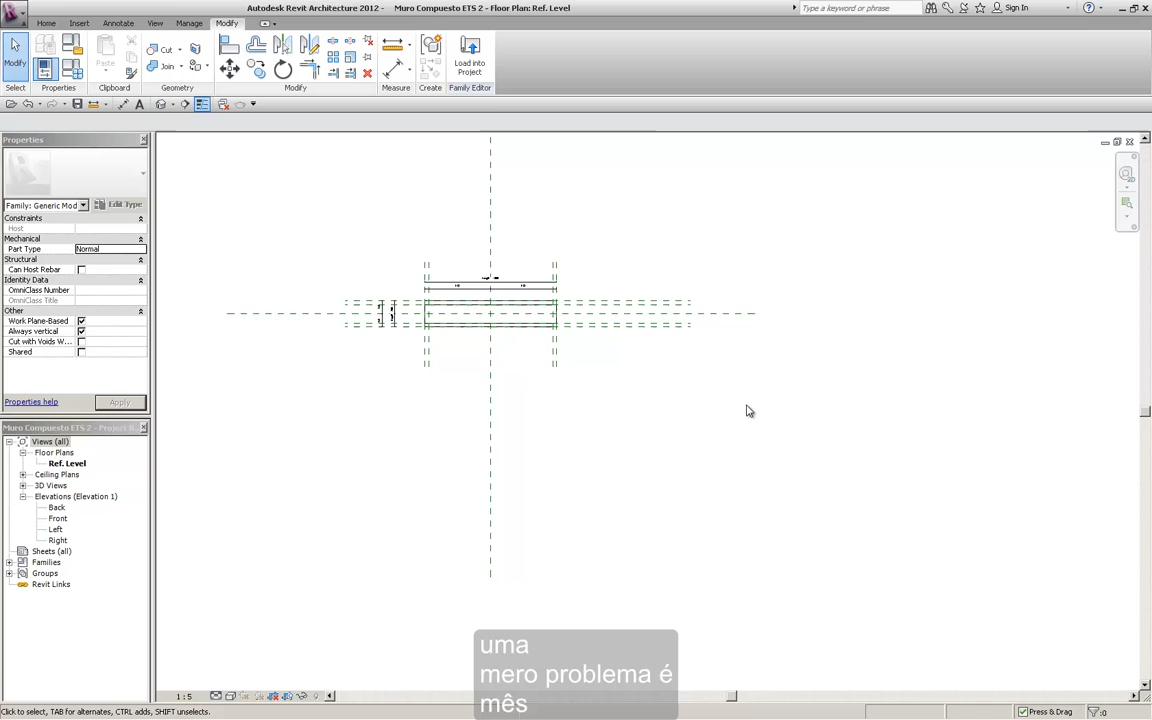 Autodesk Revit Architecture 2012 - Muro Compuesto ETS 2 - Floor Plan: Ref. Level
Type a keyword or phrase
Sign In
Home Insert Annotate View Manage Modify
Modify
Paste
Cut
Join
Load into
Project
Select Properties Clipboard Geometry Modify Measure Create Family Editor
Properties
Family: Generic Mod
Edit Type
Constraints
Host
Mechanical
Part Type Normal
Structural
Can Host Rebar
Identity Data
OmniClass Number
OmniClass Title
Other
Work Plane-Based
Always vertical
Cut with Voids W...
Shared
Properties help
Apply
Muro Compuesto ETS 2 - Project B...
Views (all)
Floor Plans
Ref. Level
Ceiling Plans
3D Views
Elevations (Elevation 1)
Back
Front
Left
Right
Sheets (all)
Families
Groups
Revit Links
uma
mero problema é
mês
1 : 5
Click to select, TAB for alternates, CTRL adds, SHIFT unselects.
Press & Drag
:0